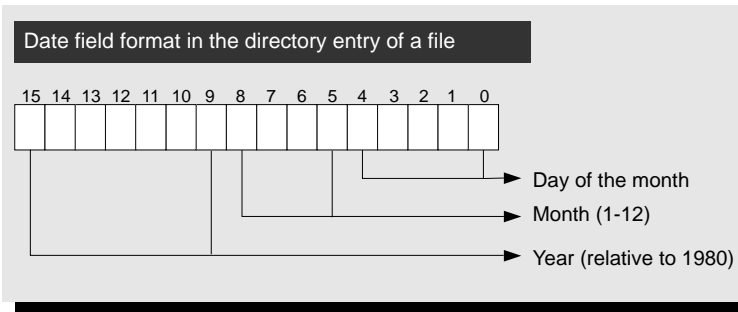 Date field format in the directory entry of a file
15 14 13 12 11 10 9 8 7 6 5 4 3 2 1 0
Day of the month
Month (1-12)
Year (relative to 1980)